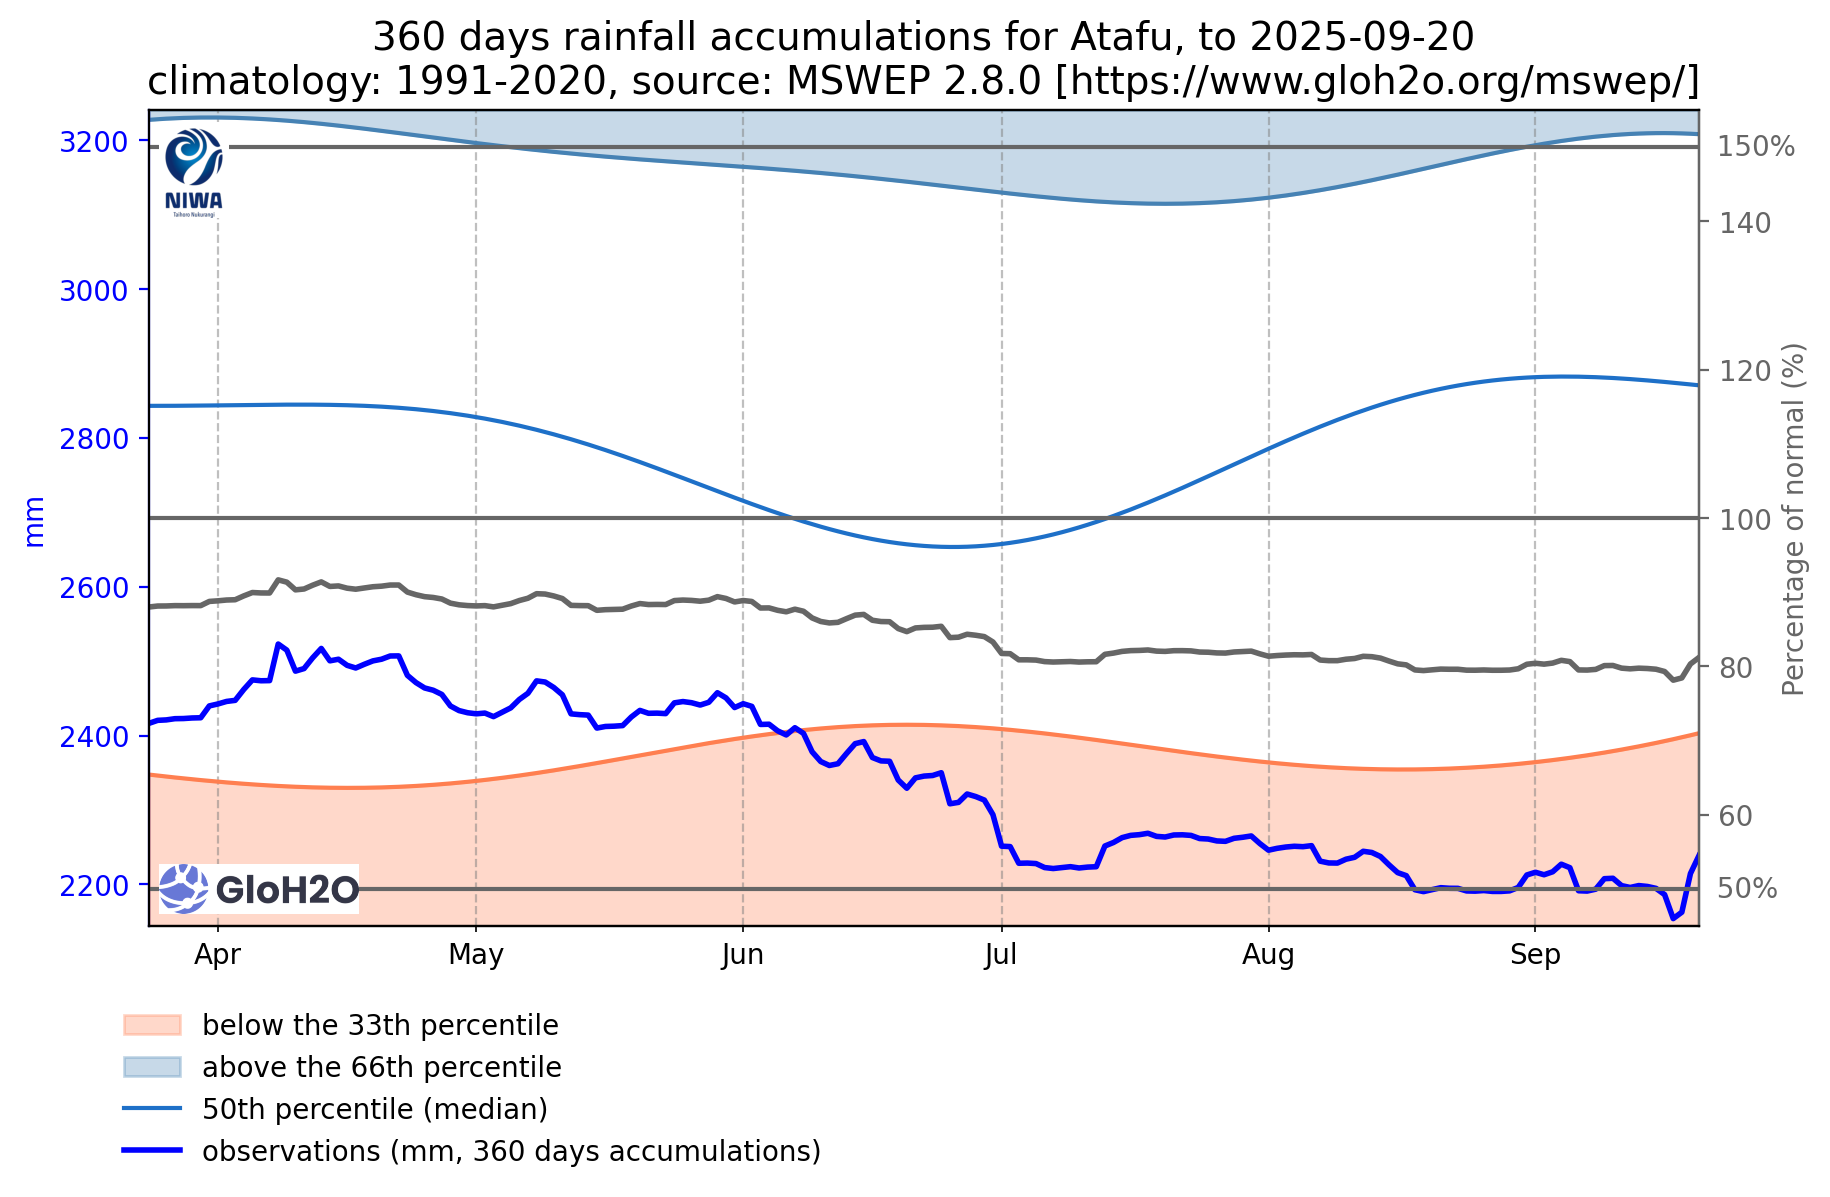 360 days rainfall accumulations for Atafu, to 2025-09-20
climatology: 1991-2020, source: MSWEP 2.8.0 [https://www.gloh2o.org/mswep/]
3200
3000
2800
2600
2400
2200
mm
150%
140
120
100
80
60
50%
Percentage of normal (%)
NIWA
Taihoro Nukurangi
GloH2O
Apr
May
Jun
Jul
Aug
Sep
below the 33th percentile
above the 66th percentile
50th percentile (median)
observations (mm, 360 days accumulations)